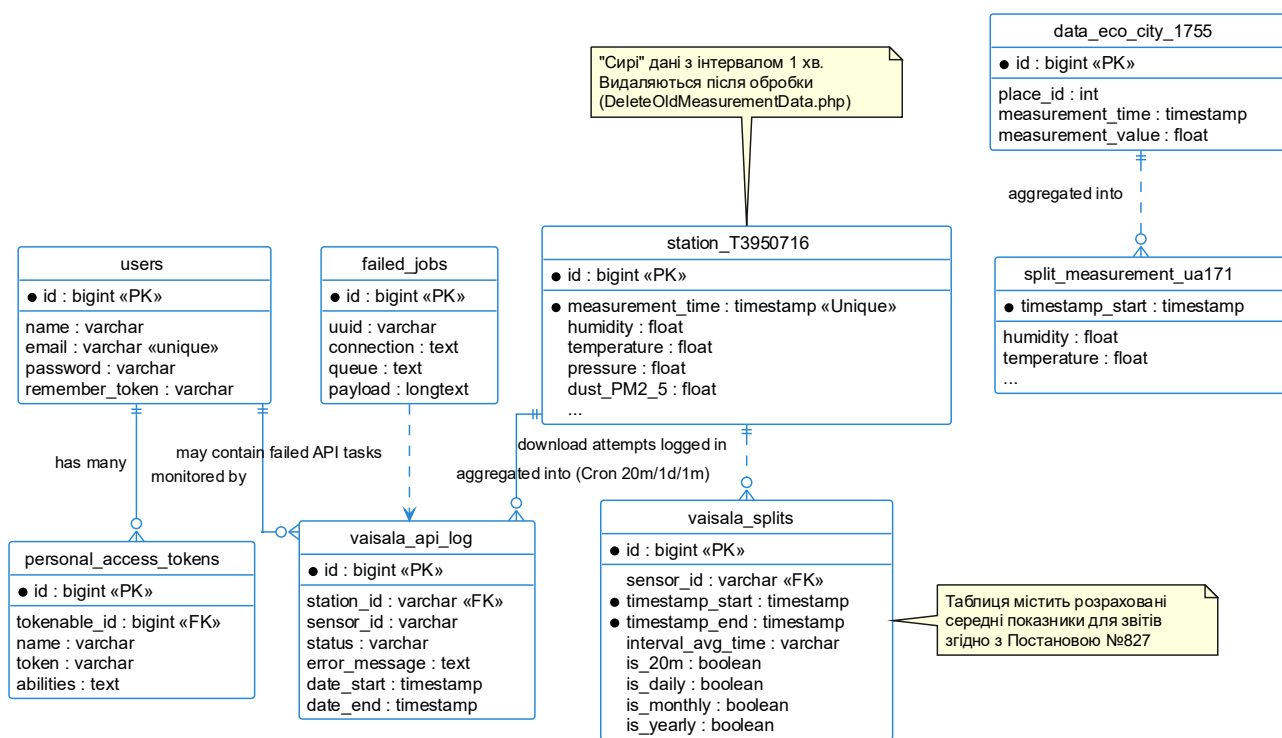 data_eco_city_1755
id : bigint «PK»
place_id : int
measurement_time : timestamp
measurement_value : float
"Сирі" дані з інтервалом 1 хв.
Видаляються після обробки
(DeleteOldMeasurementData.php)
aggregated into
users
id : bigint «PK»
name : varchar
email : varchar «unique»
password : varchar
remember_token : varchar
failed_jobs
id : bigint «PK»
uuid : varchar
connection : text
queue : text
payload : longtext
station_T3950716
id : bigint «PK»
measurement_time : timestamp «Unique»
humidity : float
temperature : float
pressure : float
dust_PM2_5 : float
...
split_measurement_ua171
timestamp_start : timestamp
humidity : float
temperature : float
...
has many
may contain failed API tasks
monitored by
download attempts logged in
aggregated into (Cron 20m/1d/1m)
personal_access_tokens
id : bigint «PK»
tokenable_id : bigint «FK»
name : varchar
token : varchar
abilities : text
vaisala_api_log
id : bigint «PK»
station_id : varchar «FK»
sensor_id : varchar
status : varchar
error_message : text
date_start : timestamp
date_end : timestamp
vaisala_splits
id : bigint «PK»
sensor_id : varchar «FK»
timestamp_start : timestamp
timestamp_end : timestamp
interval_avg_time : varchar
is_20m : boolean
is_daily : boolean
is_monthly : boolean
is_yearly : boolean
Таблиця містить розраховані
середні показники для звітів
згідно з Постановою №827